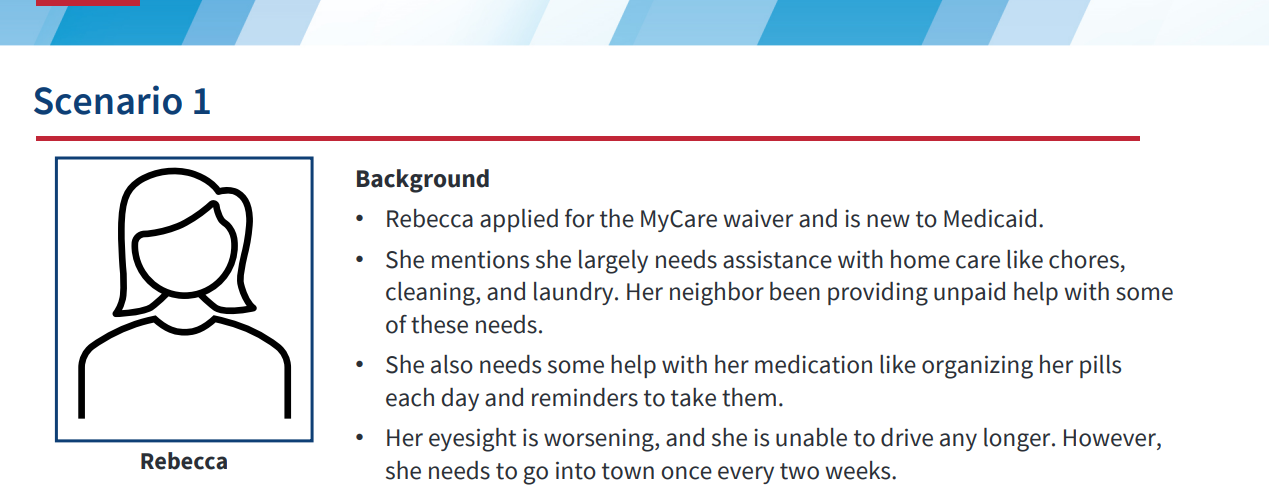 Scenario 1
Background
• Rebecca applied for the MyCare waiver and is new to Medicaid.
• She mentions she largely needs assistance with home care like chores,
cleaning, and laundry. Her neighbor been providing unpaid help with some
of these needs.
• She also needs some help with her medication like organizing her pills
each day and reminders to take them.
• Her eyesight is worsening, and she is unable to drive any longer. However,
she needs to go into town once every two weeks.
Rebecca